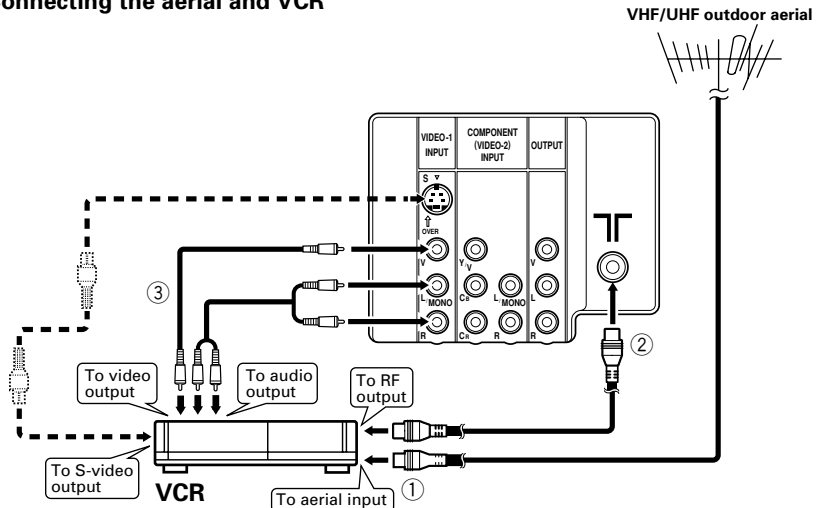 onnecting the aerial and VCR
VHF/UHF outdoor aerial
VIDEO-1 INPUT
COMPONENT (VIDEO-2) INPUT
OUTPUT
S
OVER
V
Y/V
V
L/MONO
CB
L/MONO
L
R
CR
R
R
③
②
To video output
To audio output
To RF output
To S-video output
VCR
To aerial input
①